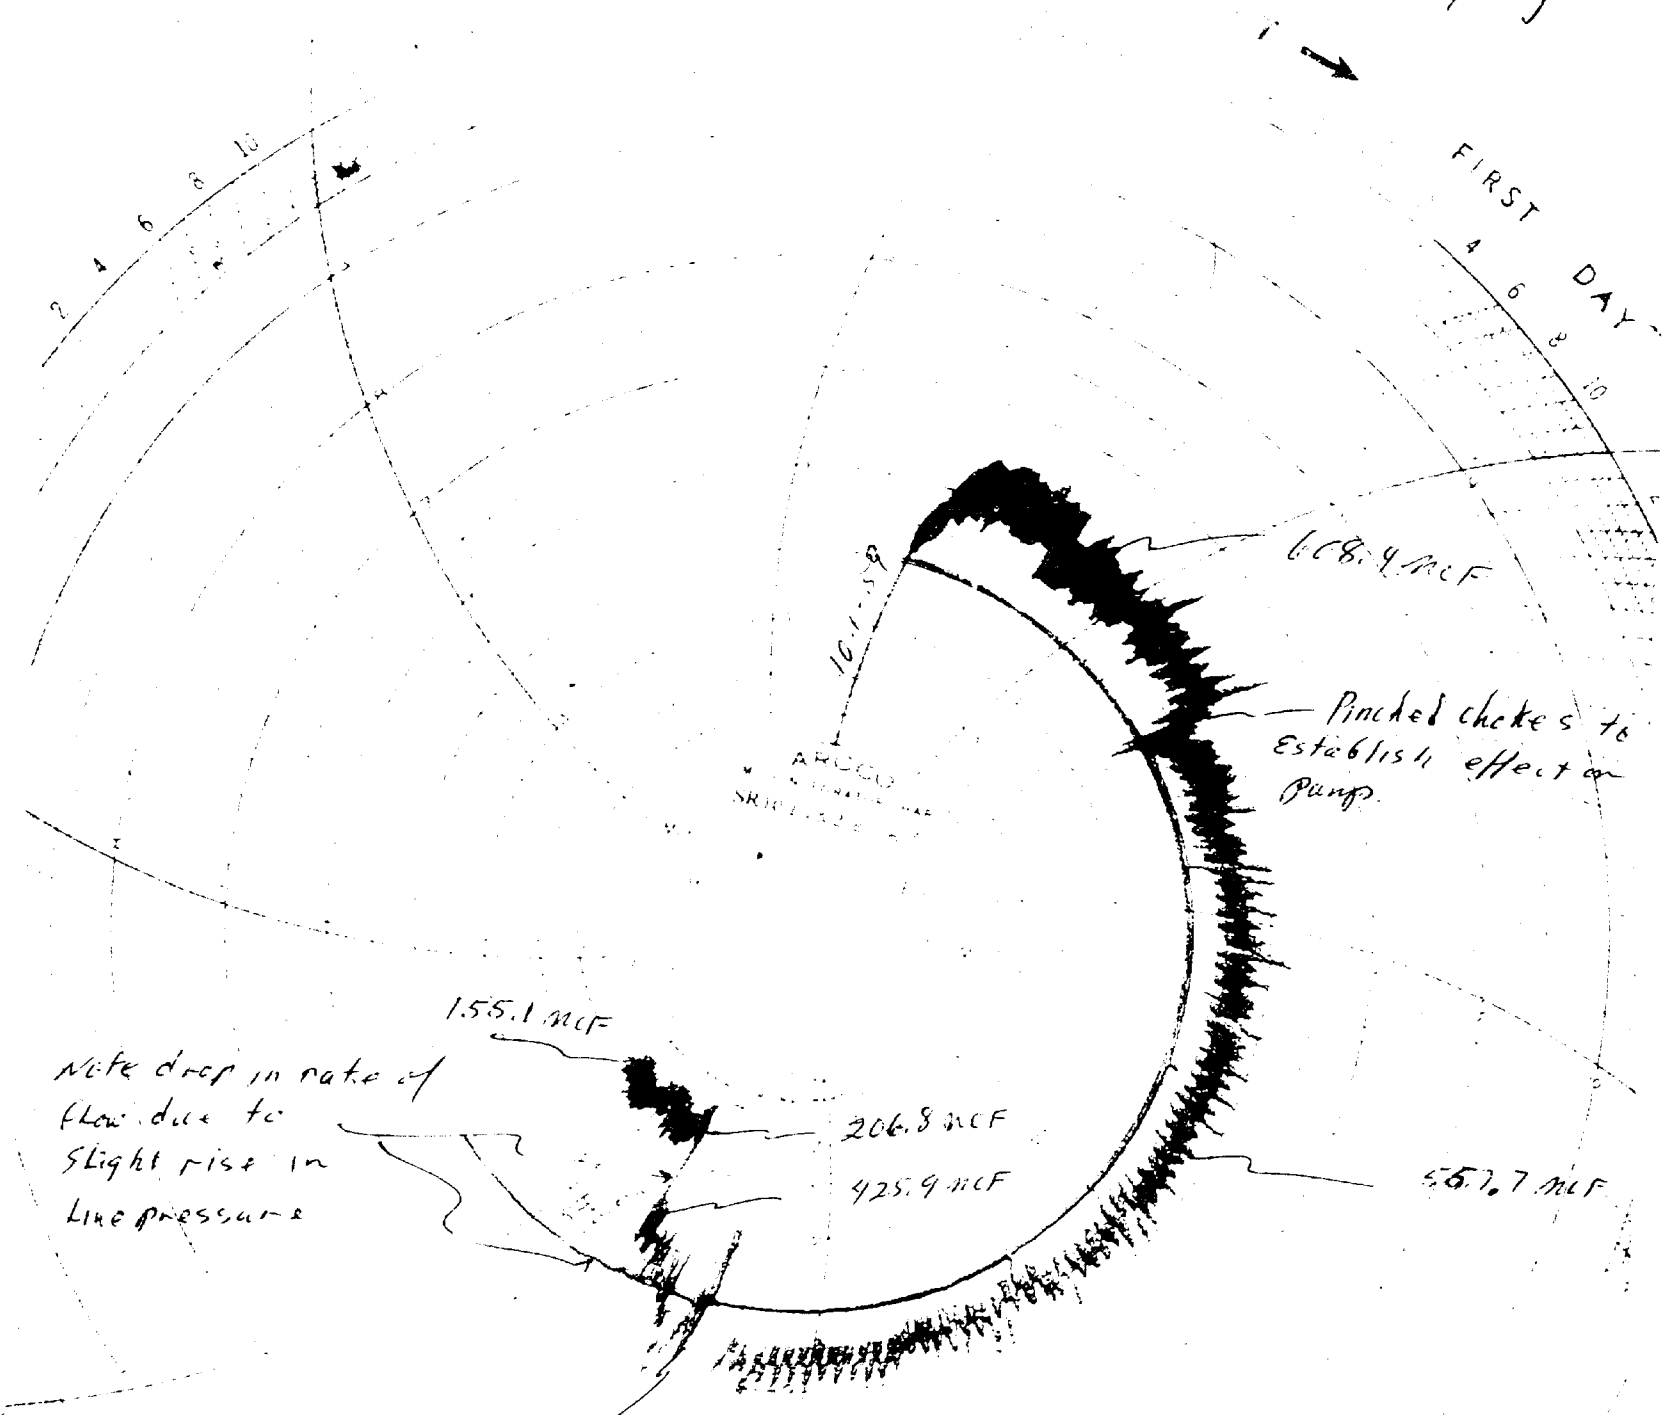 10
8
6
4
2
FIRST DAY
4
6
8
10
10-1-59
ARCCO
608.4 MCF
Pinched chokes to
Establish effect on
Pump.
155.1 MCF
Note drop in rate of
flow due to
Slight rise in
Line pressure
206.8 MCF
425.9 MCF
557.7 MCF